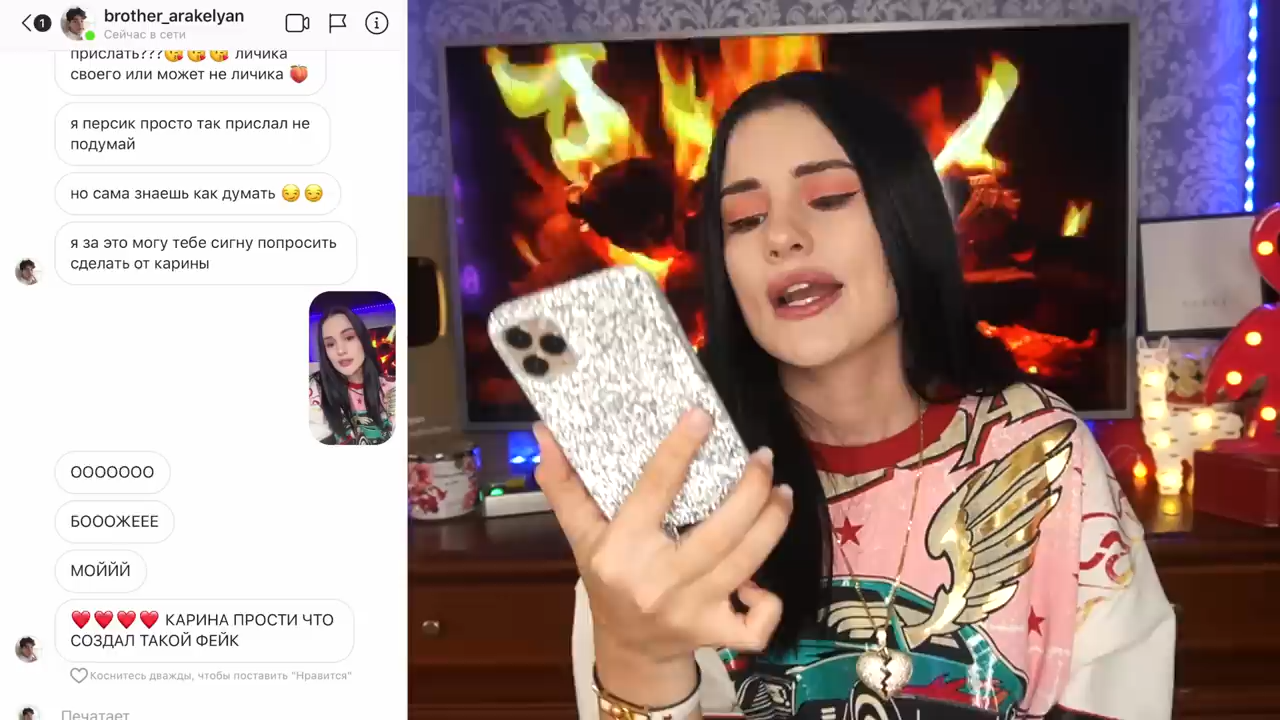 1
brother_arakelyan
Сейчас в сети
прислать???😘😘😘 личика
своего или может не личика 🍑
я персик просто так прислал не
подумай
но сама знаешь как думать 😏😏
я за это могу тебе сигну попросить
сделать от карины
ООООООО
БОООЖЕЕЕ
МОЙЙЙ
❤️❤️❤️❤️ КАРИНА ПРОСТИ ЧТО
СОЗДАЛ ТАКОЙ ФЕЙК
Коснитесь дважды, чтобы поставить "Нравится"
Печатает